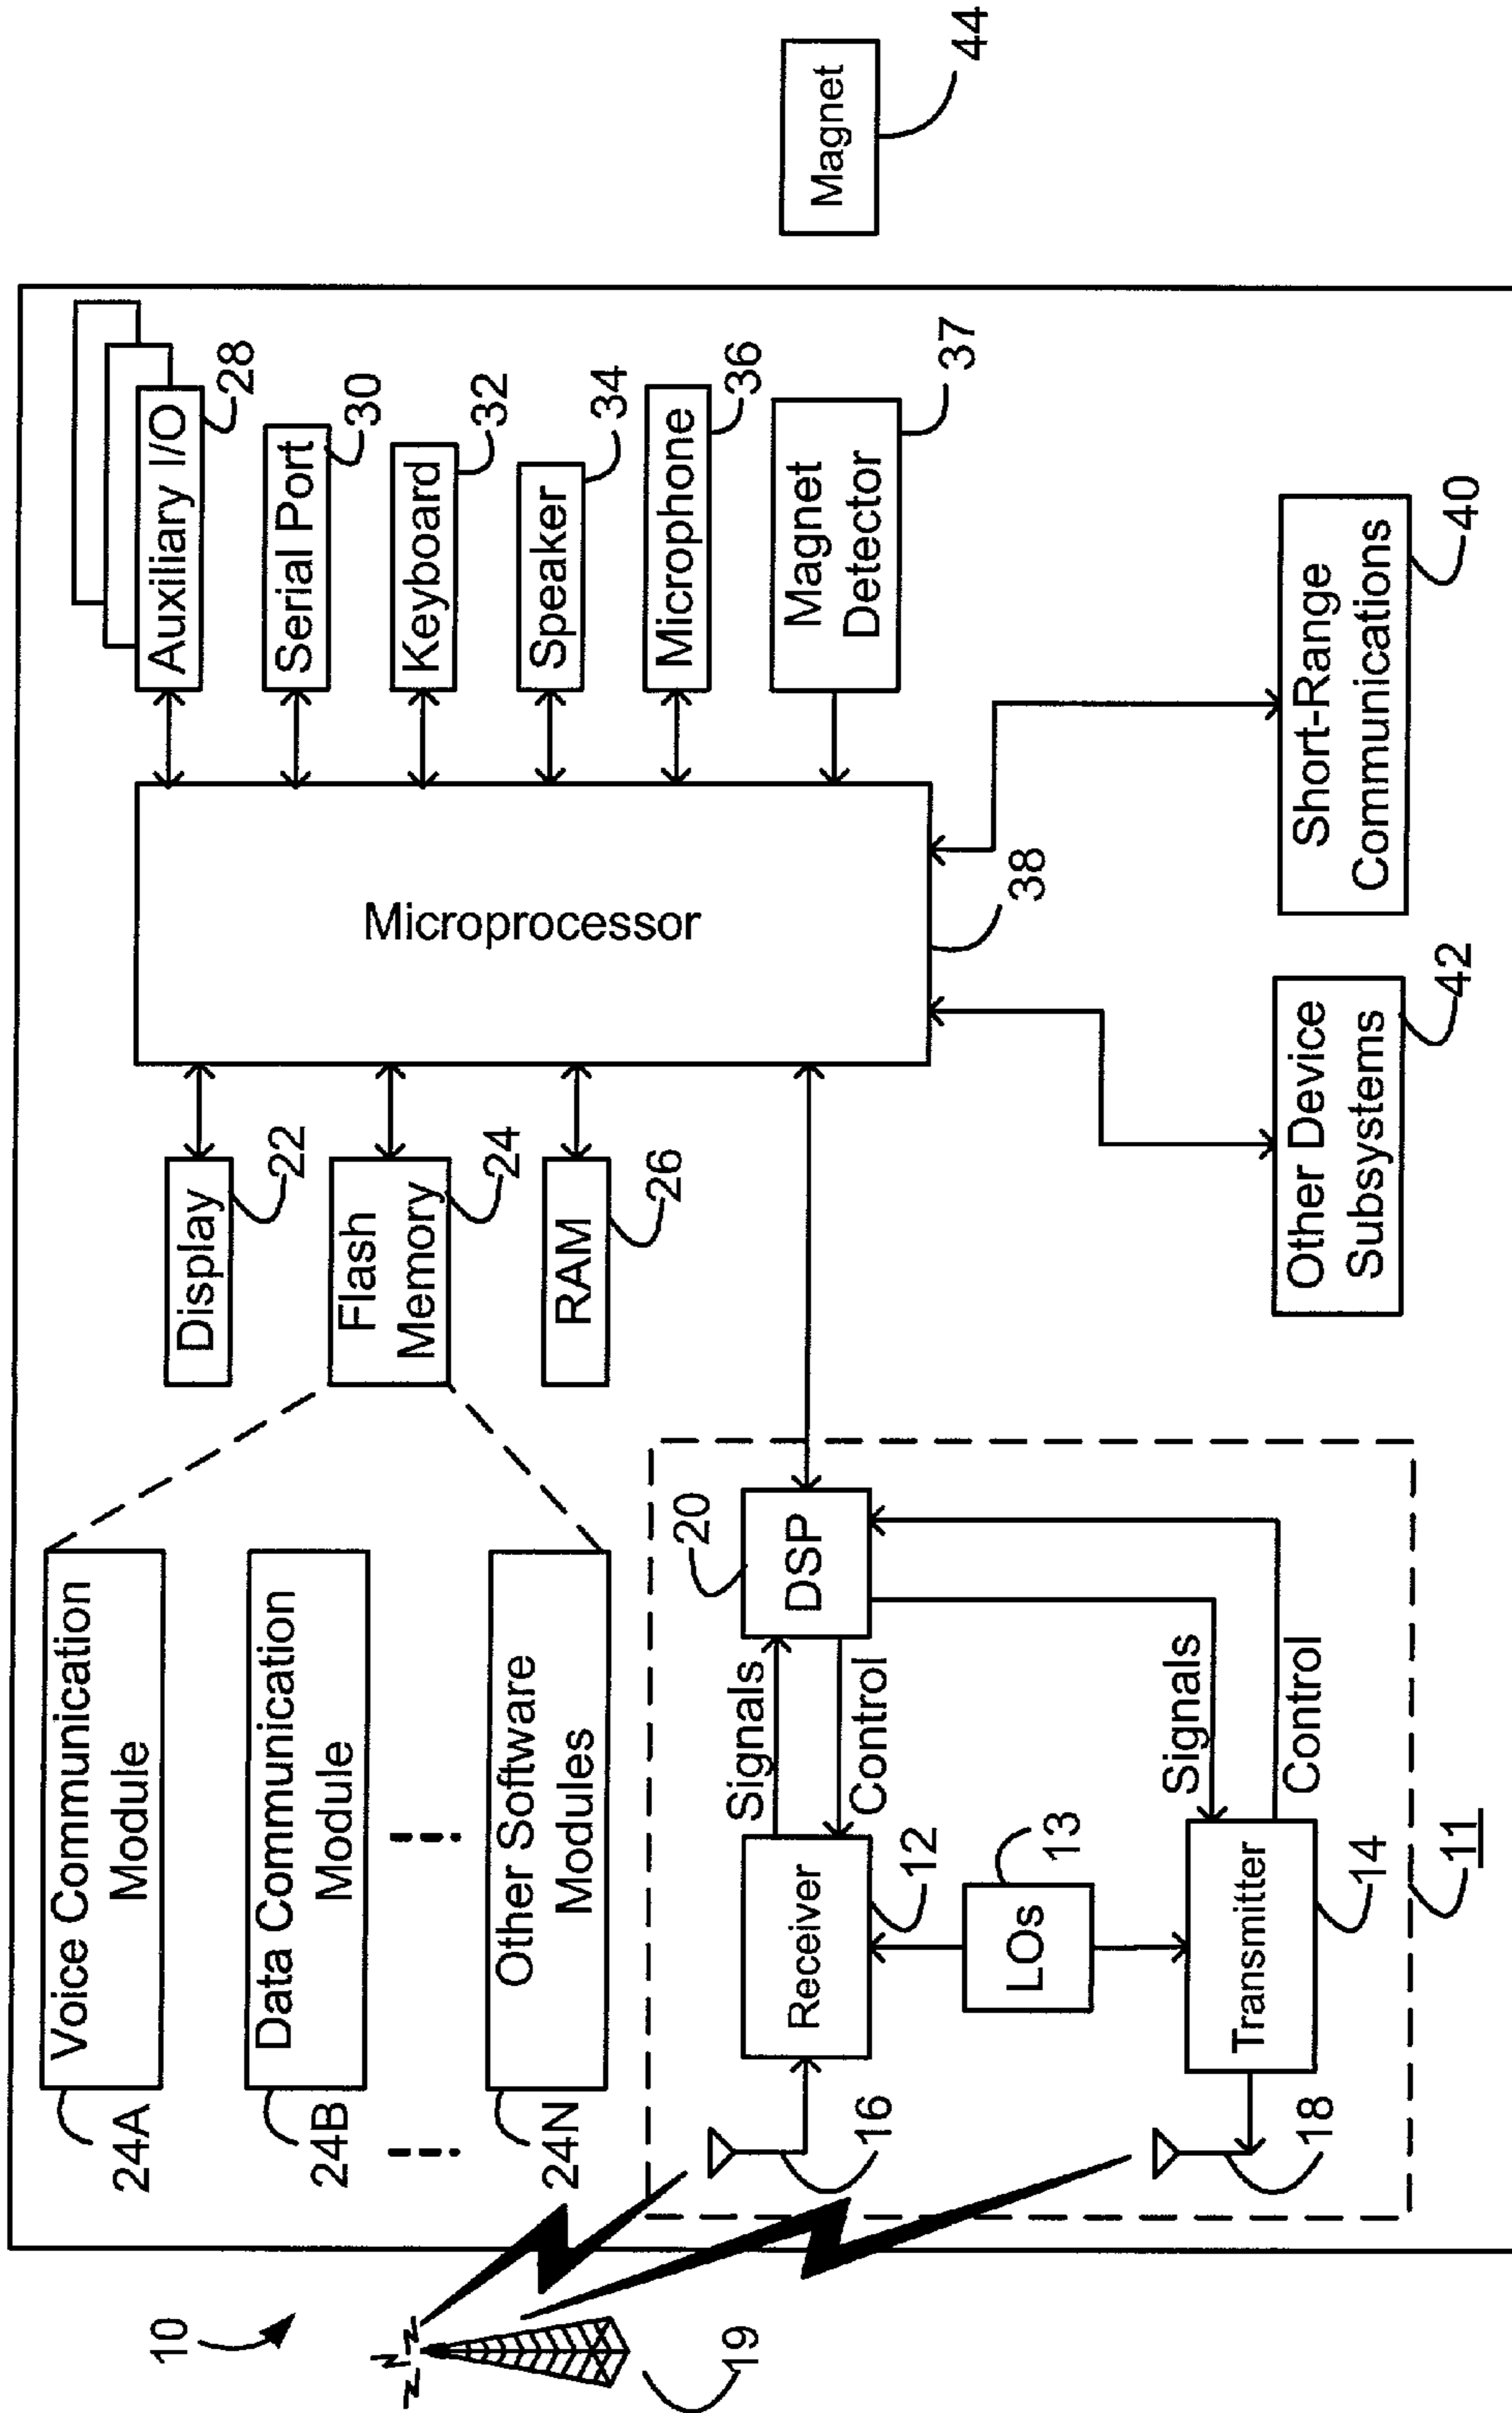 10
19
24A
Voice Communication
Module
24B
Data Communication
Module
24N
Other Software
Modules
Display
22
Flash
Memory
24
RAM
26
Microprocessor
38
Auxiliary I/O
28
Serial Port
30
Keyboard
32
Speaker
34
Microphone
36
Magnet
Detector
37
Magnet
44
16
Receiver
12
Signals
Control
DSP
20
LOs
13
18
Transmitter
14
Signals
Control
11
Other Device
Subsystems
42
Short-Range
Communications
40